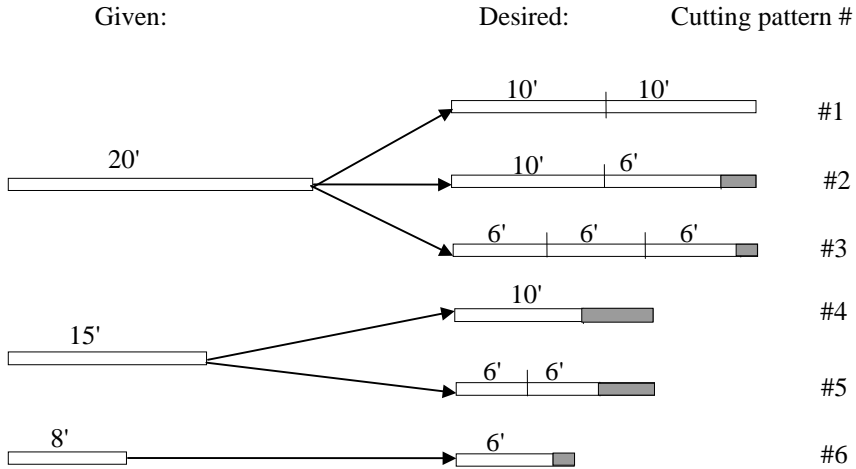 Given: Desired: Cutting pattern #
10' 10' #1
20' 10' 6' #2
6' 6' 6' #3
10' #4
15'
6' 6' #5
8' 6' #6